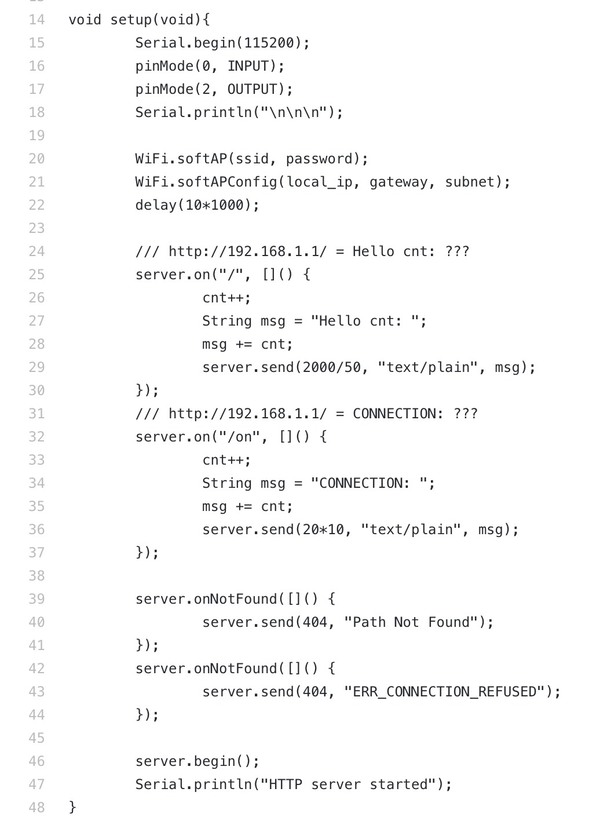 14 void setup(void){
15 Serial.begin(115200);
16 pinMode(0, INPUT);
17 pinMode(2, OUTPUT);
18 Serial.println("\n\n\n");
19
20 WiFi.softAP(ssid, password);
21 WiFi.softAPConfig(local_ip, gateway, subnet);
22 delay(10*1000);
23
24 /// http://192.168.1.1/ = Hello cnt: ???
25 server.on("/", []() {
26 cnt++;
27 String msg = "Hello cnt: ";
28 msg += cnt;
29 server.send(2000/50, "text/plain", msg);
30 });
31 /// http://192.168.1.1/ = CONNECTION: ???
32 server.on("/on", []() {
33 cnt++;
34 String msg = "CONNECTION: ";
35 msg += cnt;
36 server.send(20*10, "text/plain", msg);
37 });
38
39 server.onNotFound([]() {
40 server.send(404, "Path Not Found");
41 });
42 server.onNotFound([]() {
43 server.send(404, "ERR_CONNECTION_REFUSED");
44 });
45
46 server.begin();
47 Serial.println("HTTP server started");
48 }